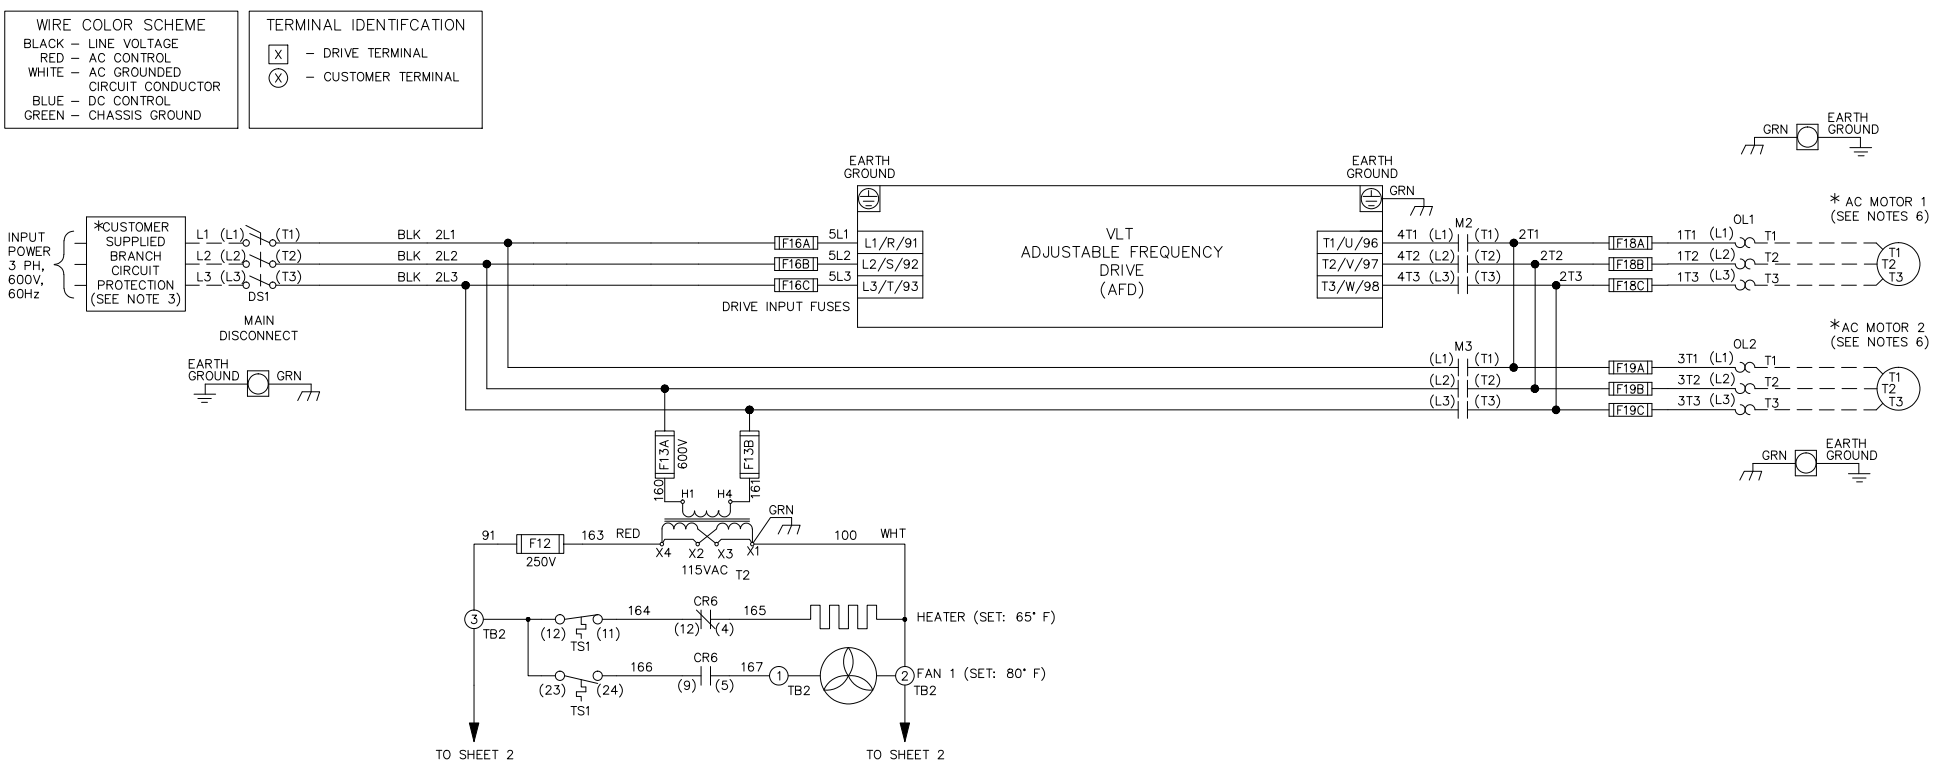 WIRE COLOR SCHEME
BLACK – LINE VOLTAGE
RED – AC CONTROL
WHITE – AC GROUNDED
CIRCUIT CONDUCTOR
BLUE – DC CONTROL
GREEN – CHASSIS GROUND
TERMINAL IDENTIFCATION
X – DRIVE TERMINAL
X – CUSTOMER TERMINAL
INPUT
POWER
3 PH,
600V,
60Hz
*CUSTOMER
SUPPLIED
BRANCH
CIRCUIT
PROTECTION
(SEE NOTE 3)
L1 (L1) (T1) BLK 2L1 F16A 5L1 L1/R/91
L2 (L2) (T2) BLK 2L2 F16B 5L2 L2/S/92
L3 (L3) (T3) BLK 2L3 F16C 5L3 L3/T/93
DS1
MAIN
DISCONNECT
DRIVE INPUT FUSES
EARTH
GROUND
GRN
EARTH
GROUND
VLT
ADJUSTABLE FREQUENCY
DRIVE
(AFD)
EARTH
GROUND
GRN
M2
T1/U/96 4T1 (L1) (T1) 2T1 F18A 1T1 (L1) T1
T2/V/97 4T2 (L2) (T2) 2T2 F18B 1T2 (L2) T2
T3/W/98 4T3 (L3) (T3) 2T3 F18C 1T3 (L3) T3
OL1
GRN
EARTH
GROUND
* AC MOTOR 1
(SEE NOTES 6)
T1
T2
T3
M3
(L1) (T1) F19A 3T1 (L1) T1
(L2) (T2) F19B 3T2 (L2) T2
(L3) (T3) F19C 3T3 (L3) T3
OL2
*AC MOTOR 2
(SEE NOTES 6)
T1
T2
T3
GRN
EARTH
GROUND
F13A
600V
F13B
160
161
H1 H4
GRN
91 F12 163 RED
250V
X4 X2 X3 X1
115VAC T2
100 WHT
3
TB2
(12) (11)
TS1
164
CR6
(12) (4)
165
HEATER (SET: 65° F)
(23) (24)
TS1
166
CR6
(9) (5)
167
1
TB2
2
TB2
FAN 1 (SET: 80° F)
TO SHEET 2
TO SHEET 2